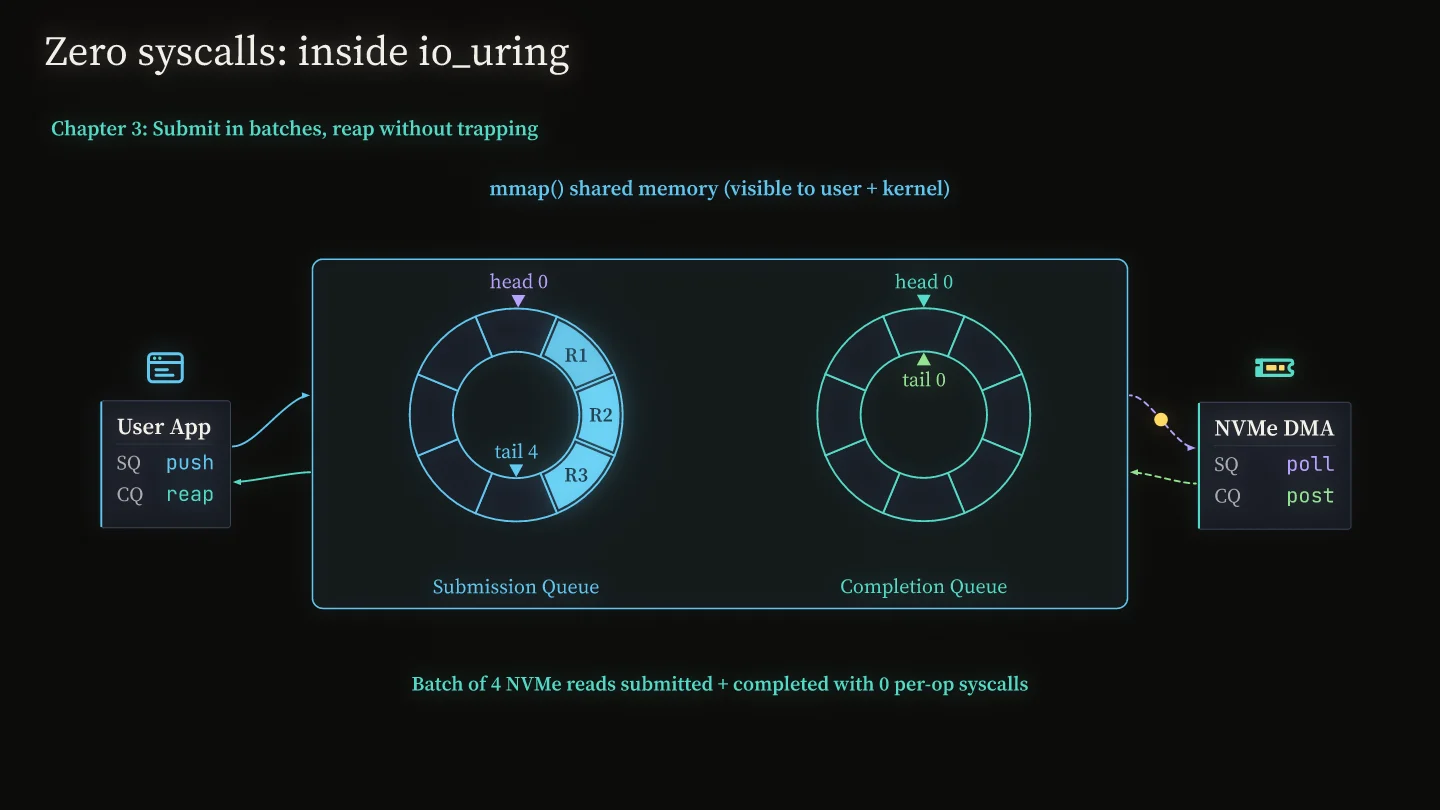 Zero syscalls: inside io_uring
Chapter 3: Submit in batches, reap without trapping
mmap() shared memory (visible to user + kernel)
head 0
head 0
R1
R2
R3
tail 4
tail 0
User App
SQ push
CQ reap
NVMe DMA
SQ poll
CQ post
Submission Queue
Completion Queue
Batch of 4 NVMe reads submitted + completed with 0 per-op syscalls